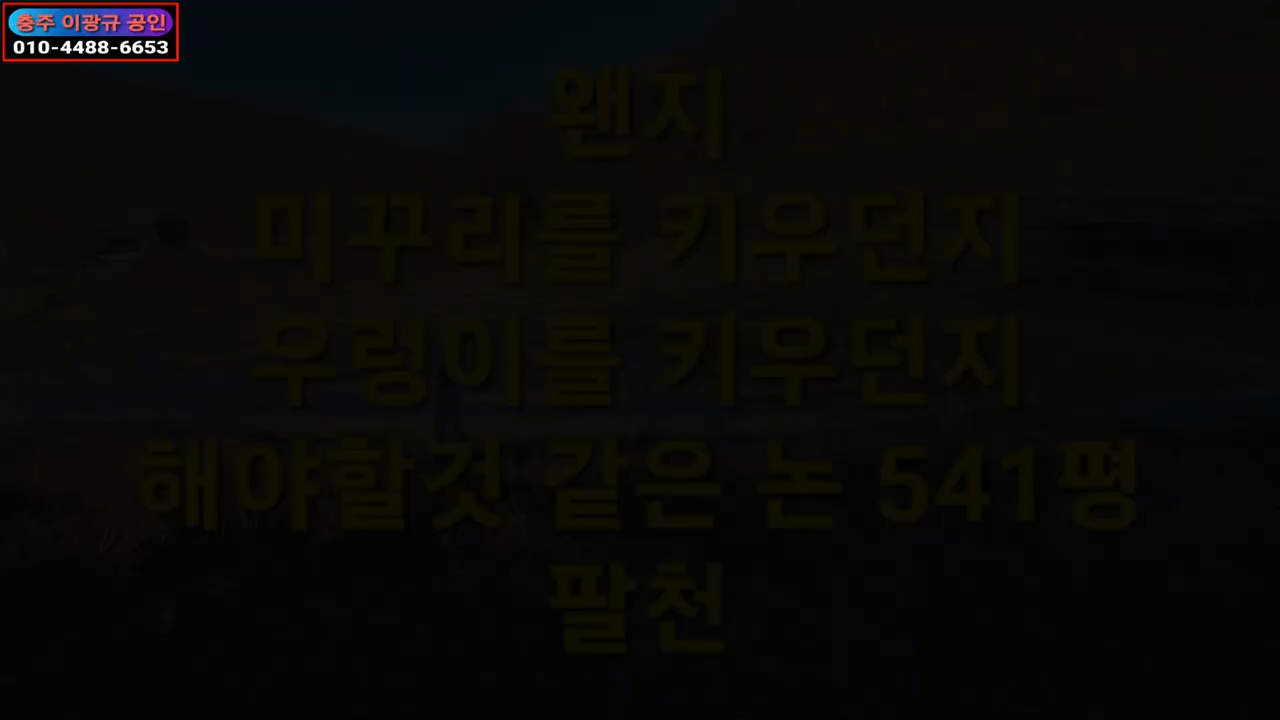 충주 이광규 공인
010-4488-6653
왠지
미꾸리를 키우던지
우렁이를 키우던지
해야할것 같은 논 541평
팔천